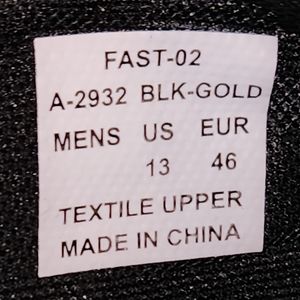 FAST-02
A-2932 BLK-GOLD
MENS US EUR
13 46
TEXTILE UPPER
MADE IN CHINA